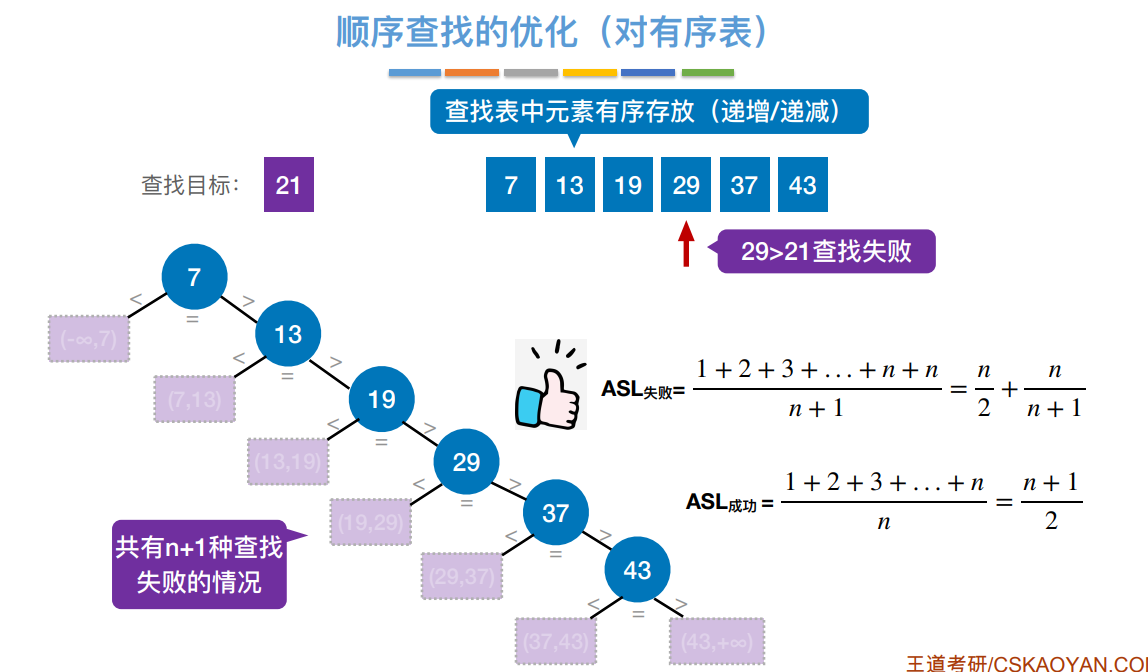 顺序查找的优化（对有序表）
查找表中元素有序存放（递增/递减）
查找目标：
21
7 13 19 29 37 43
29>21查找失败
7
< = >
(-∞,7)
13
< = >
(7,13)
19
< = >
(13,19)
29
< = >
(19,29)
37
< = >
(29,37)
43
< = >
(37,43)
(43,+∞)
共有n+1种查找
失败的情况
ASL失败= (1 + 2 + 3 + … + n + n)/(n + 1) = n/2 + n/(n + 1)
ASL成功 = (1 + 2 + 3 + … + n)/n = (n + 1)/2
王道考研/CSKAOYAN.CO